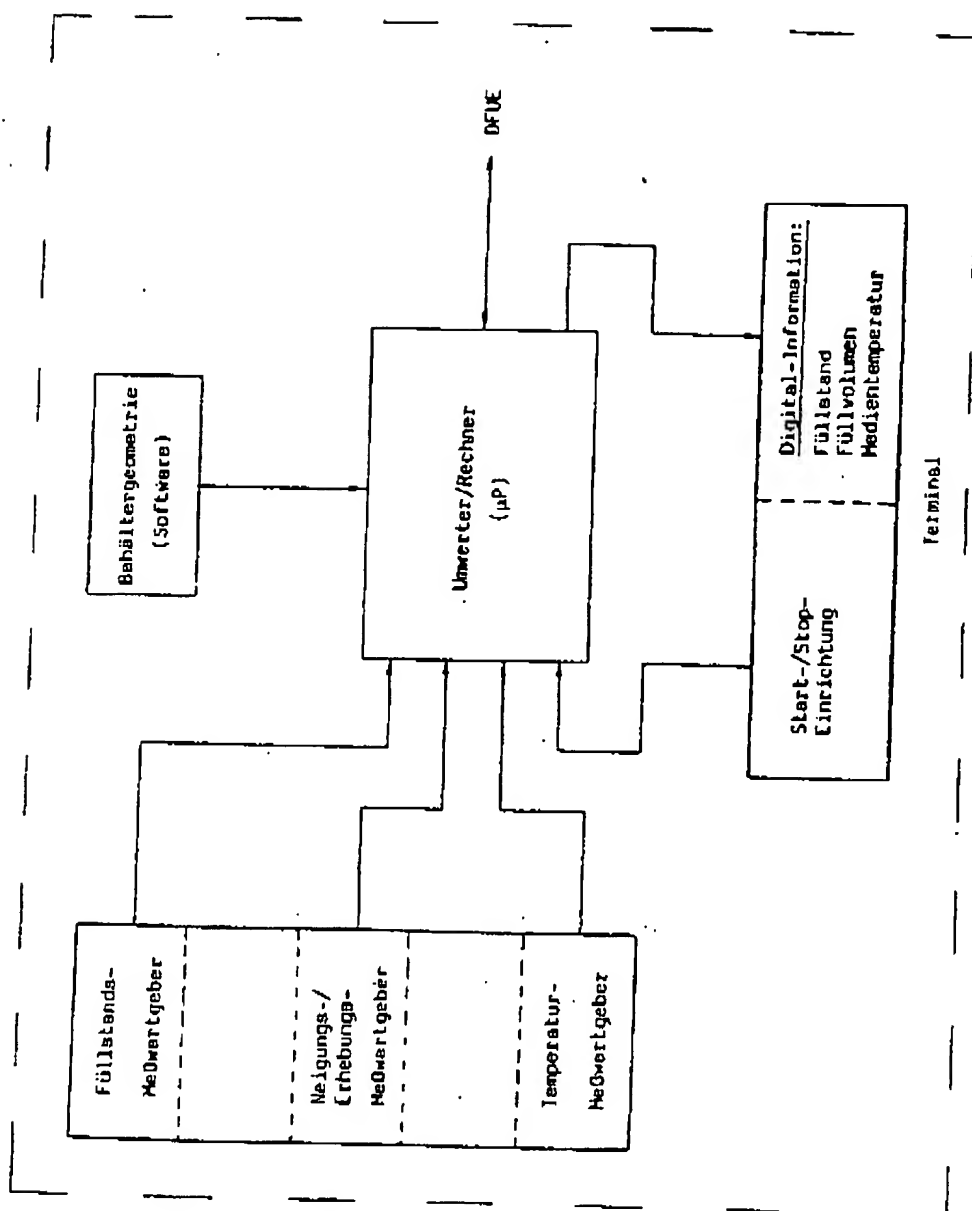 Füllstands-
Meßwertgeber
Neigungs-/
Erhebungs-
Meßwertgeber
Temperatur-
Meßwertgeber
Behältergeometrie
(Software)
Umwerter/Rechner
(µP)
DFUE
Start-/Stop-
Einrichtung
Digital-Information:
Füllstand
Füllvolumen
Medientemperatur
Terminal